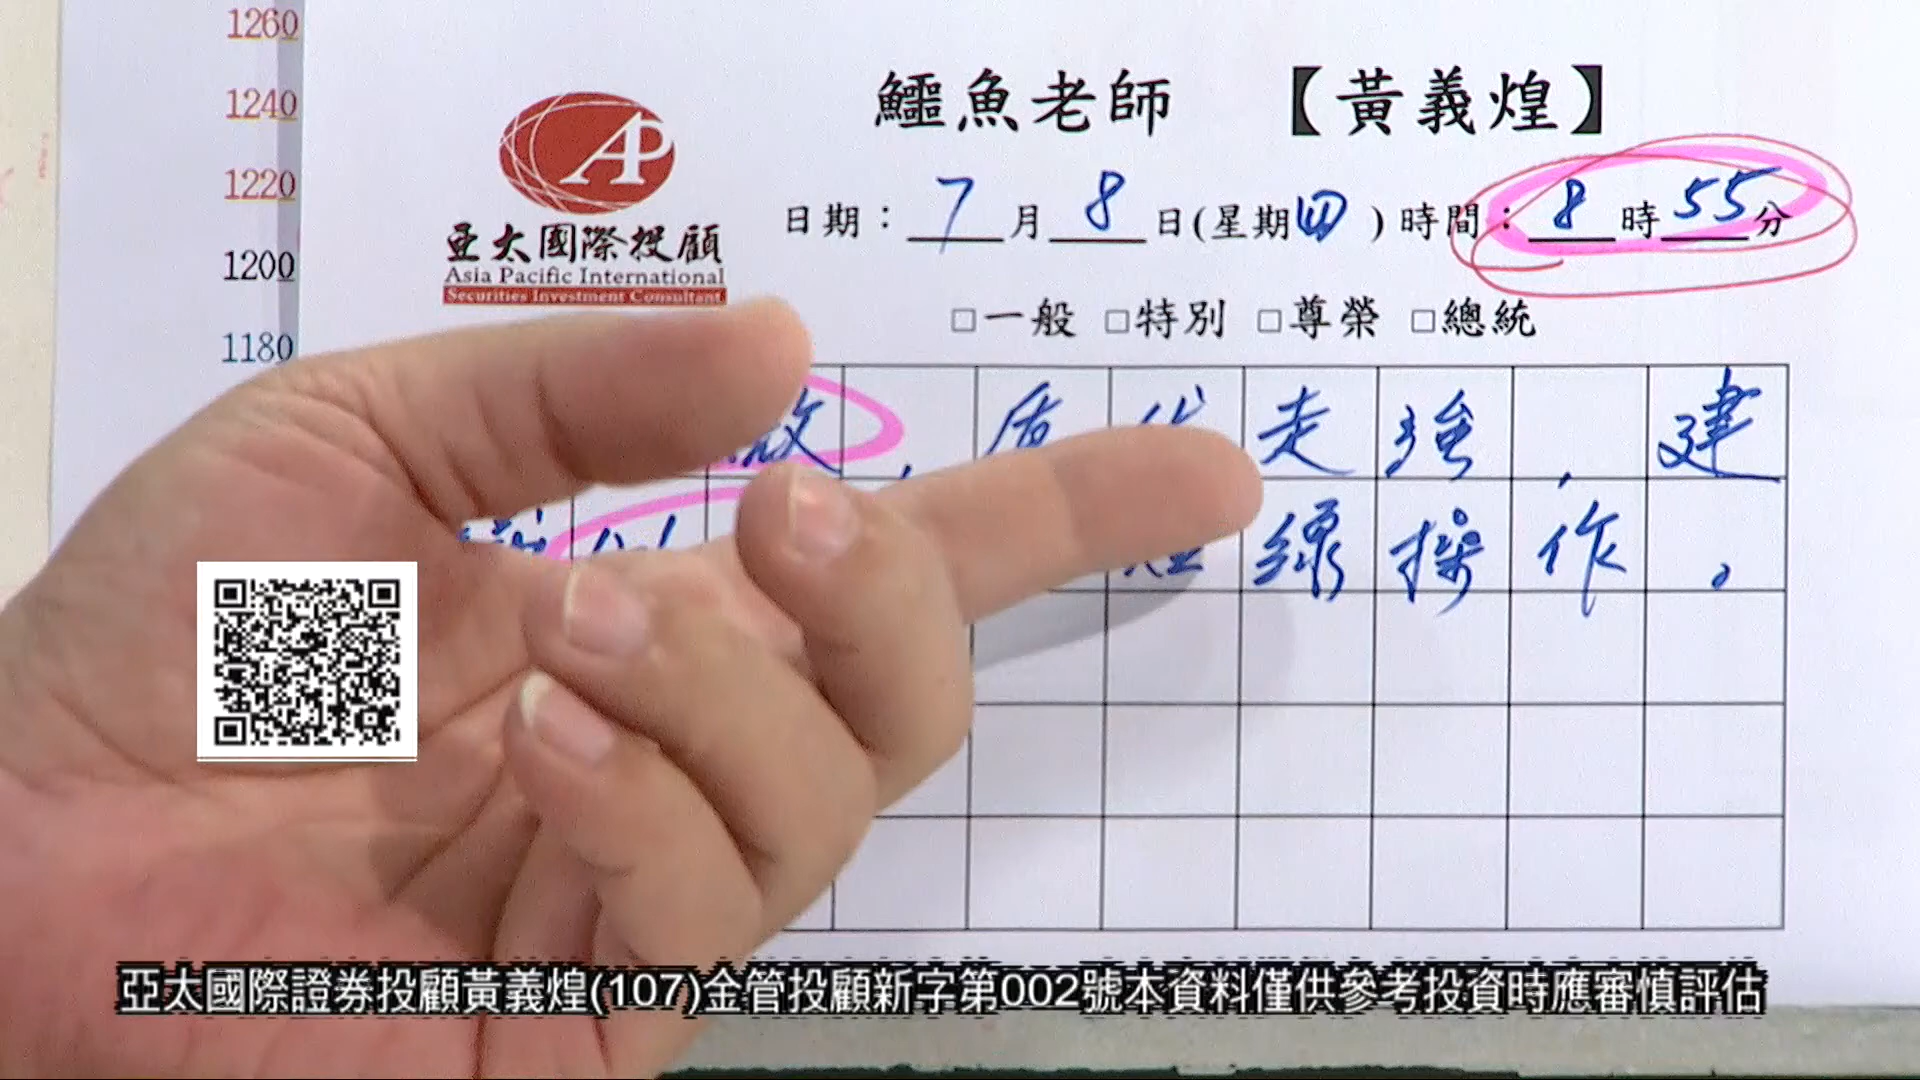 1260
1240
1220
1200
1180
鱷魚老師 【黃義煌】
AP
亞太國際投顧
Asia Pacific International
Securities Investment Consultant
日期：7月8日(星期四)時間：8時55分
□一般 □特別 □尊榮 □總統
走強，建
線操作。
亞太國際證券投顧黃義煌(107)金管投顧新字第002號本資料僅供參考投資時應審慎評估